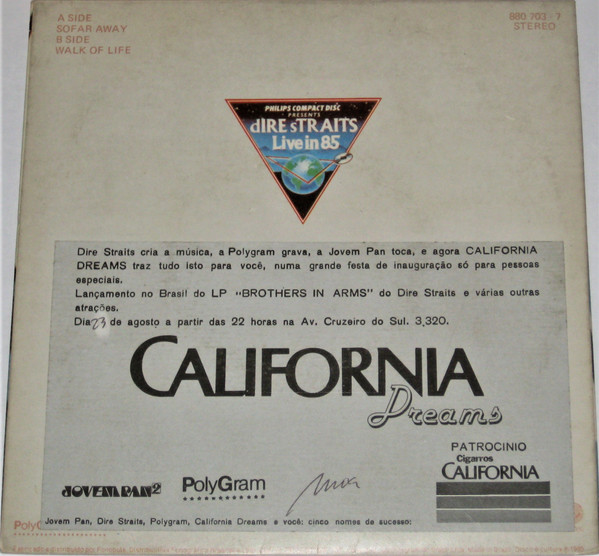 A SIDE
SOFAR AWAY
B SIDE
WALK OF LIFE
880 703-7
STEREO
PHILIPS COMPACT DISC
PRESENTS
dIRE sTRAITS
Live in 85
Dire Straits cria a música, a Polygram grava, a Jovem Pan toca, e agora CALIFORNIA
DREAMS traz tudo isto para você, numa grande festa de inauguração só para pessoas
especiais.
Lançamento no Brasil do LP "BROTHERS IN ARMS" do Dire Straits e várias outras
atrações.
Dia 23 de agosto a partir das 22 horas na Av. Cruzeiro do Sul. 3,320.
CALIFORNIA
Dreams
PATROCINIO
Cigarros
CALIFORNIA
JOVEM PAN2
PolyGram
Jovem Pan, Dire Straits, Polygram, California Dreams e você: cinco nomes de sucesso: